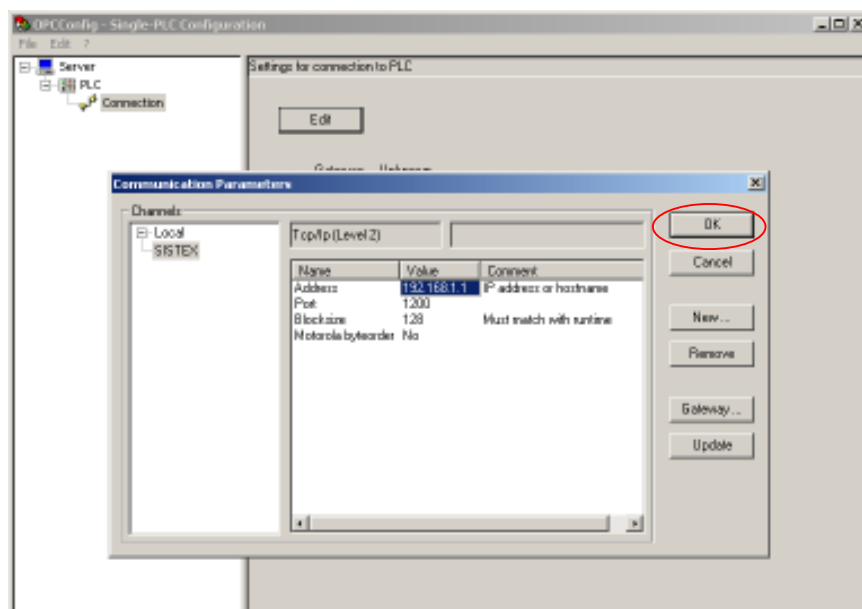 OPCConfig - Single-PLC Configuration
File Edit ?
Server
PLC
Connection
Settings for connection to PLC
Edit
Communication Parameters
Channels
Local
SISTEX
Tcp/Ip (Level 2)
Name Value Comment
Address 192.168.1.1 IP address or hostname
Port 1200
Blocksize 128 Must match with runtime
Motorola byteorder No
OK
Cancel
New...
Remove
Gateway...
Update